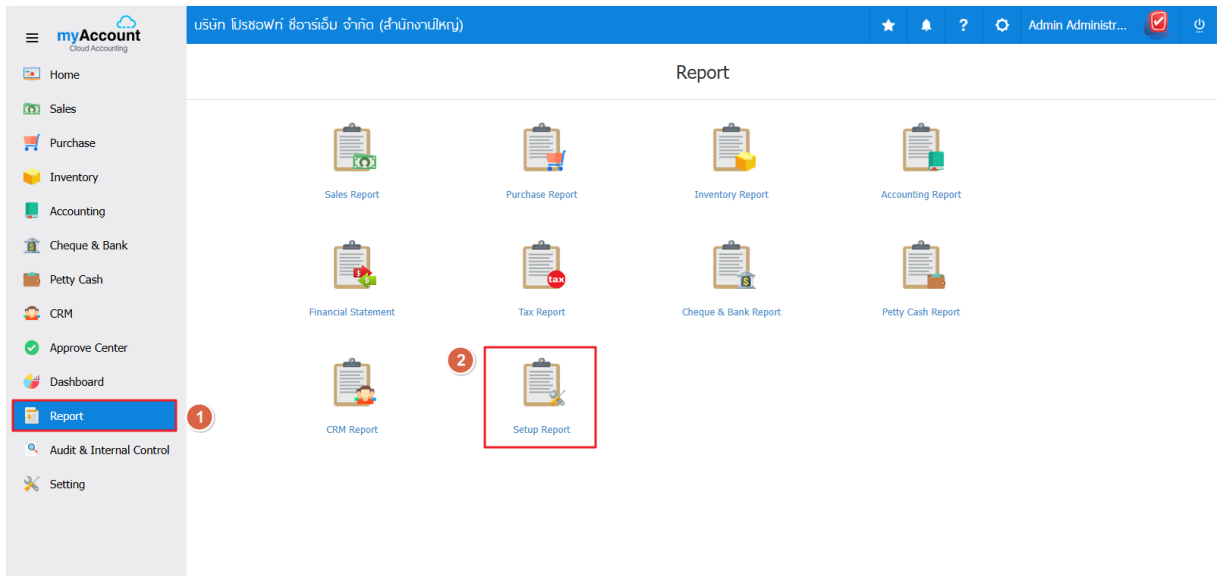 myAccount
Cloud Accounting
บริษัท โปรซอฟท์ ซีอาร์เอ็ม จำกัด (สำนักงานใหญ่)
?
Admin Administr...
Home
Sales
Purchase
Inventory
Accounting
Cheque & Bank
Petty Cash
CRM
Approve Center
Dashboard
Report
1
Audit & Internal Control
Setting
Report
Sales Report
Purchase Report
Inventory Report
Accounting Report
$
$
tax
$
Financial Statement
Tax Report
Cheque & Bank Report
Petty Cash Report
2
CRM Report
Setup Report